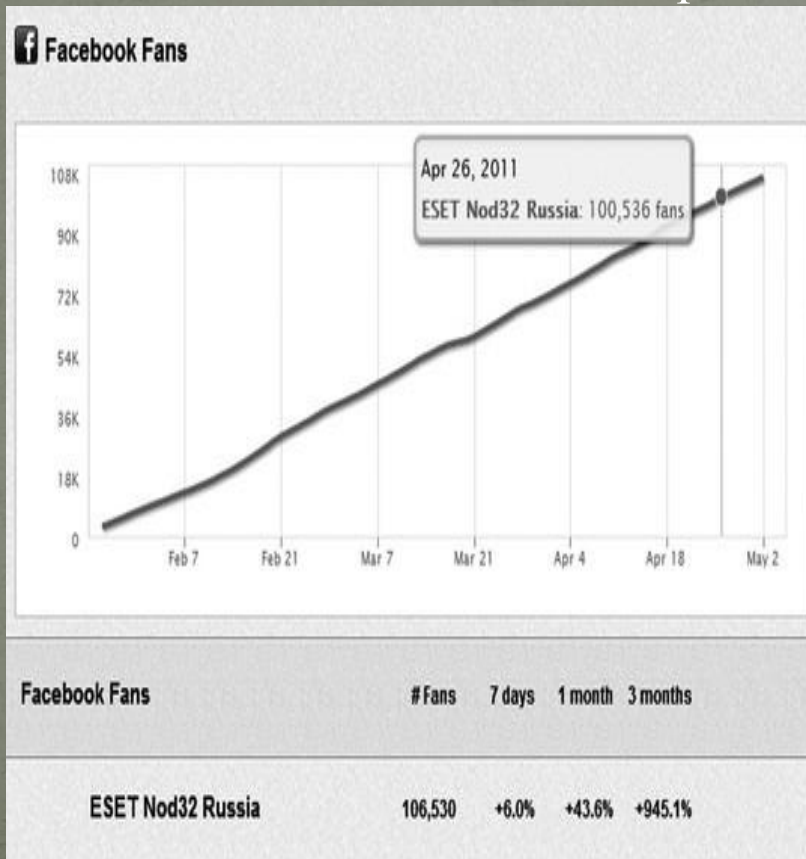 Facebook Fans
Apr 26, 2011
ESET Nod32 Russia: 100,536 fans
108K
90K
72K
54K
36K
18K
0
Feb 7 Feb 21 Mar 7 Mar 21 Apr 4 Apr 18 May 2
Facebook Fans # Fans 7 days 1 month 3 months
ESET Nod32 Russia 106,530 +6.0% +43.6% +945.1%